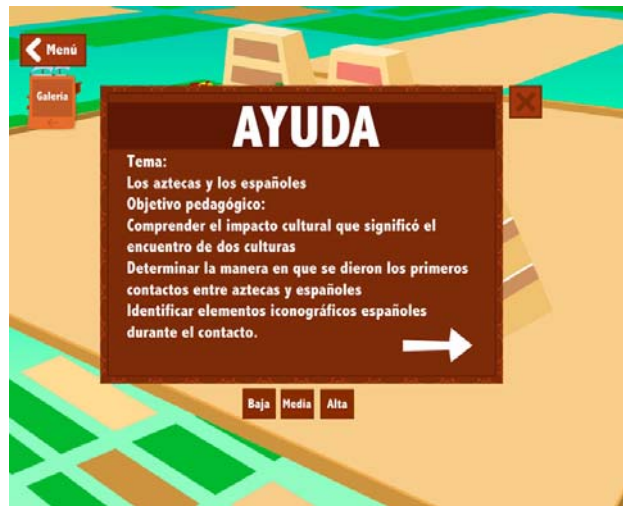 Menú
Galería
AYUDA
Tema:
Los aztecas y los españoles
Objetivo pedagógico:
Comprender el impacto cultural que significó el
encuentro de dos culturas
Determinar la manera en que se dieron los primeros
contactos entre aztecas y españoles
Identificar elementos iconográficos españoles
durante el contacto.
Baja Media Alta